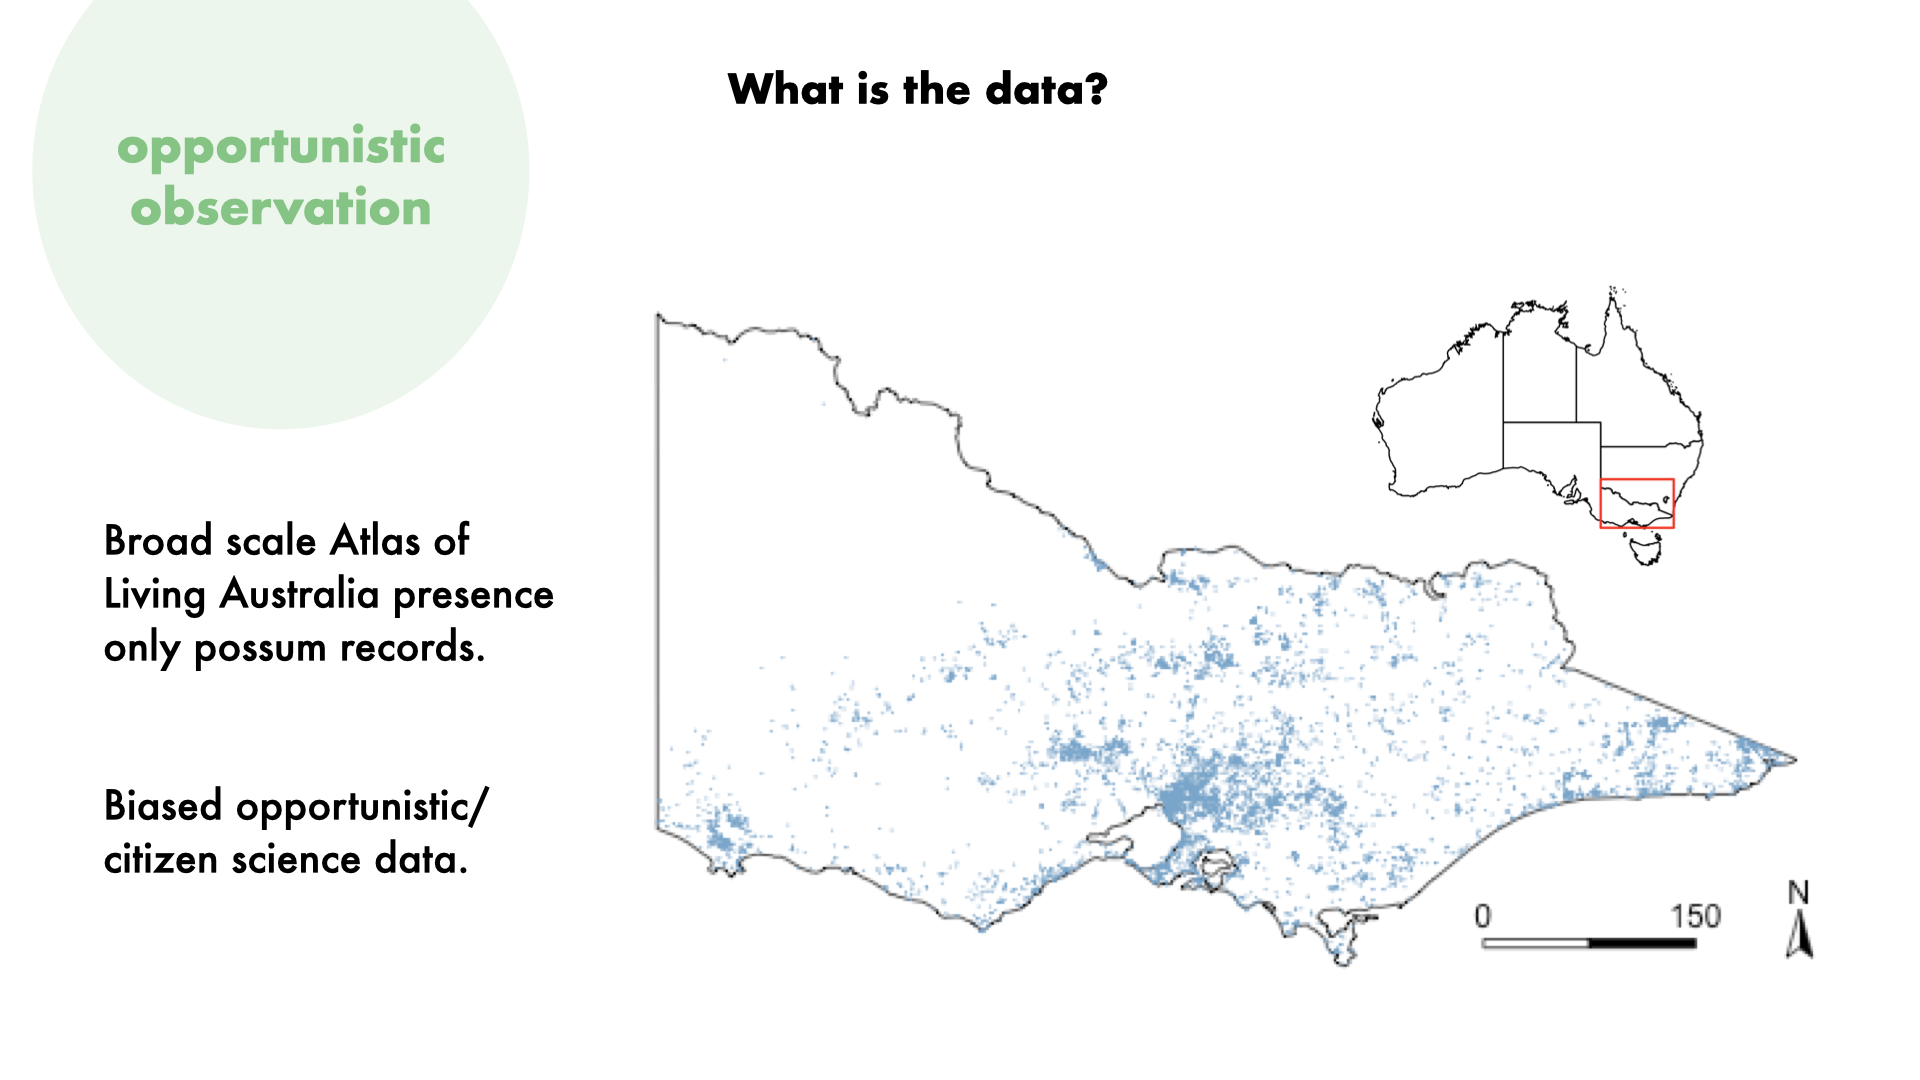 What is the data?
opportunistic
observation
Broad scale Atlas of
Living Australia presence
only possum records.
Biased opportunistic/
citizen science data.
0 150
N